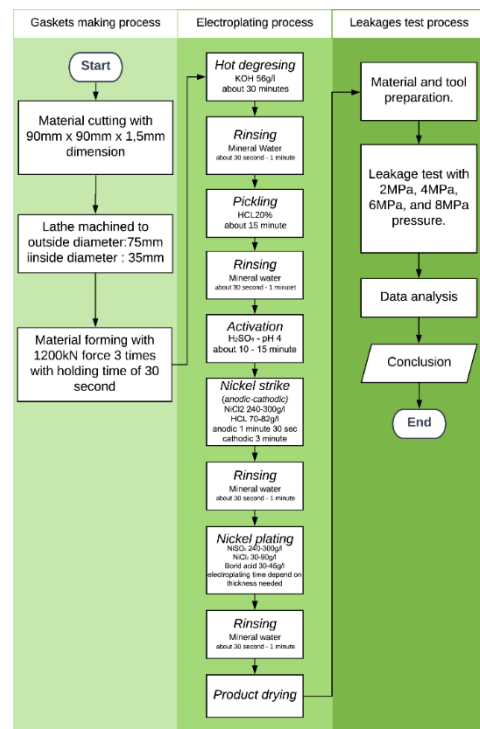 Gaskets making process
Start
Material cutting with
90mm x 90mm x 1,5mm
dimension
Lathe machined to
outside diameter:75mm
iinside diameter : 35mm
Material forming with
1200kN force 3 times
with holding time of 30
second
Electroplating process
Hot degresing
KOH 56g/l
about 30 minutes
Rinsing
Mineral Water
about 30 second - 1 minute
Pickling
HCL20%
about 15 minute
Rinsing
Mineral water
about 30 second - 1 minutet
Activation
H₂SO₄ - pH 4
about 10 - 15 minute
Nickel strike
(anodic-cathodic)
NiCl2 240-300g/l
HCL 70-82g/l
anodic 1 minute 30 sec
cathodic 3 minute
Rinsing
Mineral water
about 30 second - 1 minute
Nickel plating
NiSO₄ 240-300g/l
NiCl₂ 30-90g/l
Borid acid 30-45g/l
electroplating time depend on
thickness needed
Rinsing
Mineral water
about 30 second - 1 minute
Product drying
Leakages test process
Material and tool
preparation.
Leakage test with
2MPa, 4MPa,
6MPa, and 8MPa
pressure.
Data analysis
Conclusion
End